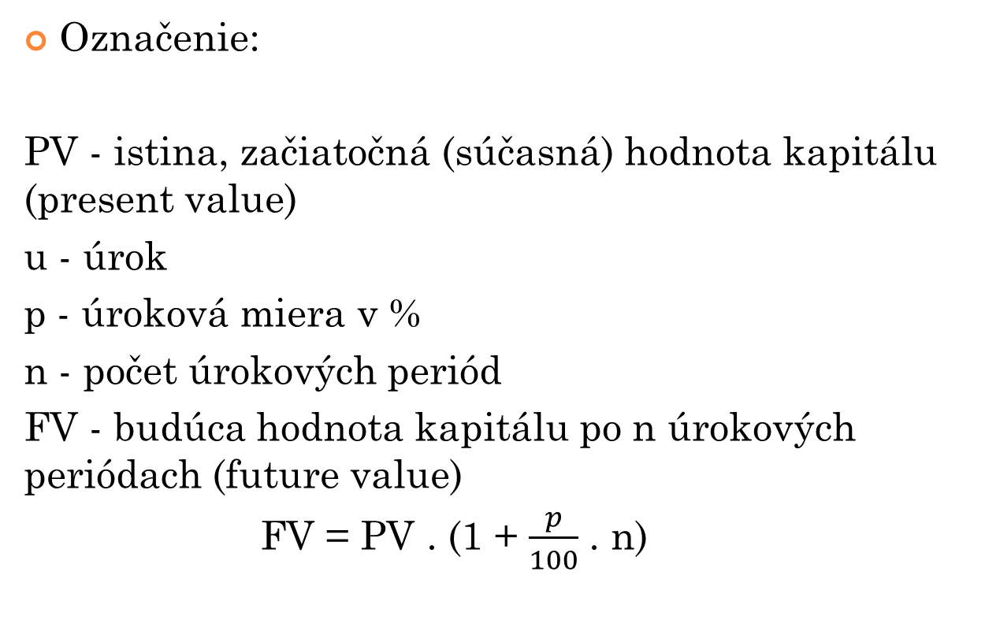 Označenie:
PV - istina, začiatočná (súčasná) hodnota kapitálu
(present value)
u - úrok
p - úroková miera v %
n - počet úrokových periód
FV - budúca hodnota kapitálu po n úrokových
periódach (future value)
FV = PV . (1 + p/100 . n)